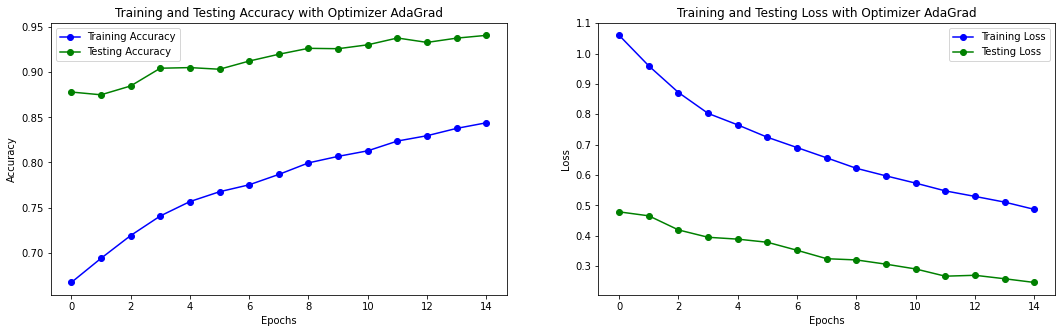 Training and Testing Accuracy with Optimizer AdaGrad
0.95
0.90
0.85
0.80
0.75
0.70
Accuracy
Training Accuracy
Testing Accuracy
0 2 4 6 8 10 12 14
Epochs
Training and Testing Loss with Optimizer AdaGrad
1.1
1.0
0.9
0.8
0.7
0.6
0.5
0.4
0.3
Loss
Training Loss
Testing Loss
0 2 4 6 8 10 12 14
Epochs